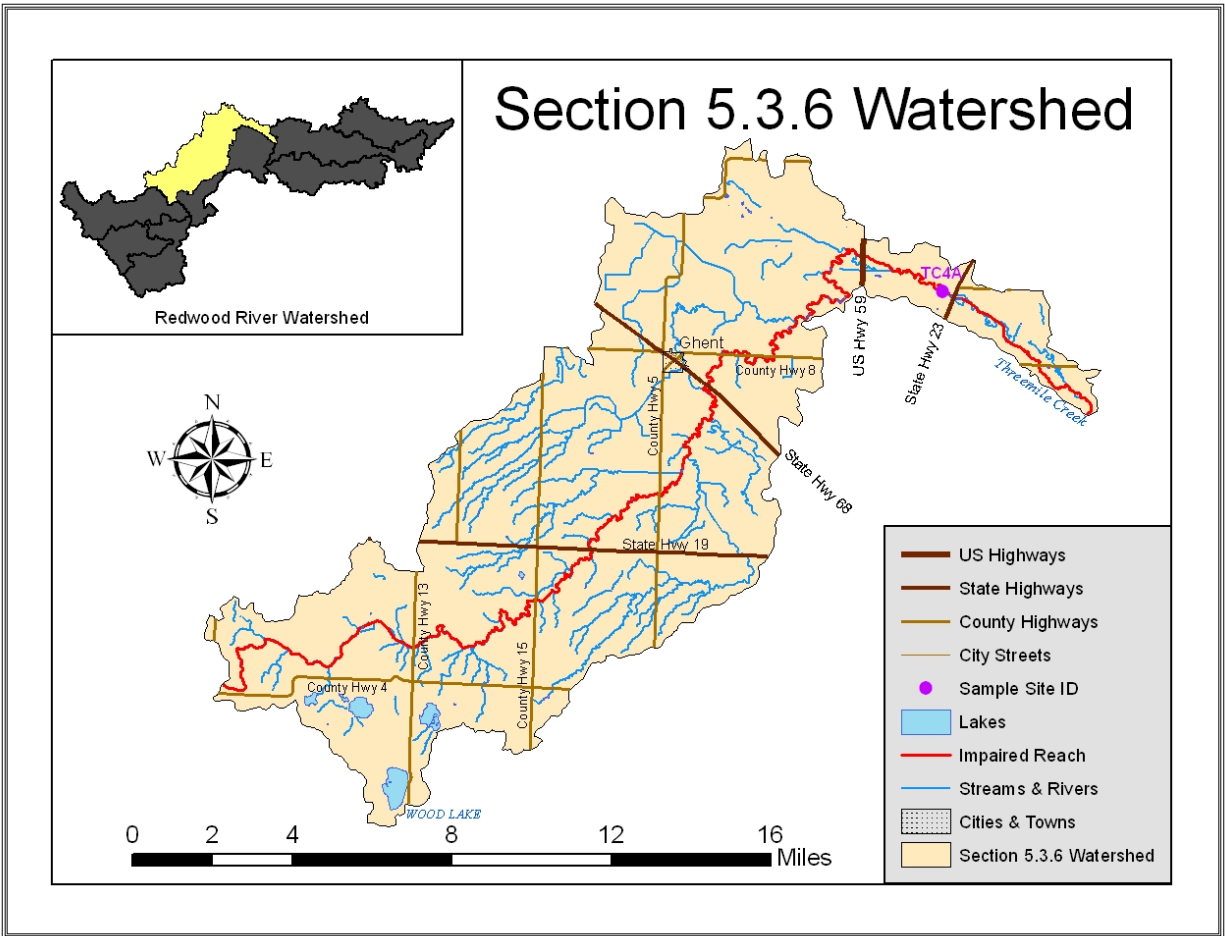 Section 5.3.6 Watershed
Redwood River Watershed
TC4A
US Hwy 59
State Hwy 23
Threemile Creek
Ghent
County Hwy 8
County Hwy 5
State Hwy 68
N
W
E
S
State Hwy 19
County Hwy 13
County Hwy 15
County Hwy 4
WOOD LAKE
0 2 4 8 12 16
Miles
US Highways
State Highways
County Highways
City Streets
Sample Site ID
Lakes
Impaired Reach
Streams & Rivers
Cities & Towns
Section 5.3.6 Watershed